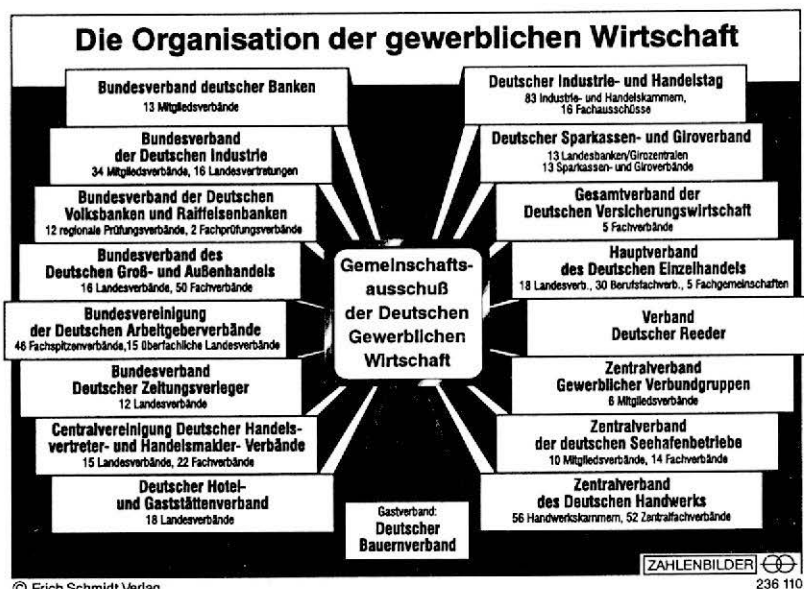 Die Organisation der gewerblichen Wirtschaft
Bundesverband deutscher Banken
13 Mitgliedsverbände
Bundesverband
der Deutschen Industrie
34 Mitgliedsverbände, 16 Landesvertretungen
Bundesverband der Deutschen
Volksbanken und Raiffeisenbanken
12 regionale Prüfungsverbände, 2 Fachprüfungsverbände
Bundesverband des
Deutschen Groß- und Außenhandels
16 Landesverbände, 50 Fachverbände
Bundesvereinigung
der Deutschen Arbeitgeberverbände
46 Fachspitzenverbände,15 überfachliche Landesverbände
Bundesverband
Deutscher Zeitungsverleger
12 Landesverbände
Centralvereinigung Deutscher Handels-
vertreter- und Handelsmakler- Verbände
15 Landesverbände, 22 Fachverbände
Deutscher Hotel-
und Gaststättenverband
18 Landesverbände
Gemeinschafts-
ausschuß
der Deutschen
Gewerblichen
Wirtschaft
Gastverband:
Deutscher
Bauernverband
Deutscher Industrie- und Handelstag
83 Industrie- und Handelskammern,
16 Fachausschüsse
Deutscher Sparkassen- und Giroverband
13 Landesbanken/Girozentralen
13 Sparkassen- und Giroverbände
Gesamtverband der
Deutschen Versicherungswirtschaft
5 Fachverbände
Hauptverband
des Deutschen Einzelhandels
18 Landesverb., 30 Berufsfachverb., 5 Fachgemeinschaften
Verband
Deutscher Reeder
Zentralverband
Gewerblicher Verbundgruppen
6 Mitgliedsverbände
Zentralverband
der deutschen Seehafenbetriebe
10 Mitgliedsverbände, 14 Fachverbände
Zentralverband
des Deutschen Handwerks
56 Handwerkskammern, 52 Zentralfachverbände
ZAHLENBILDER
© Erich Schmidt Verlag
236 110